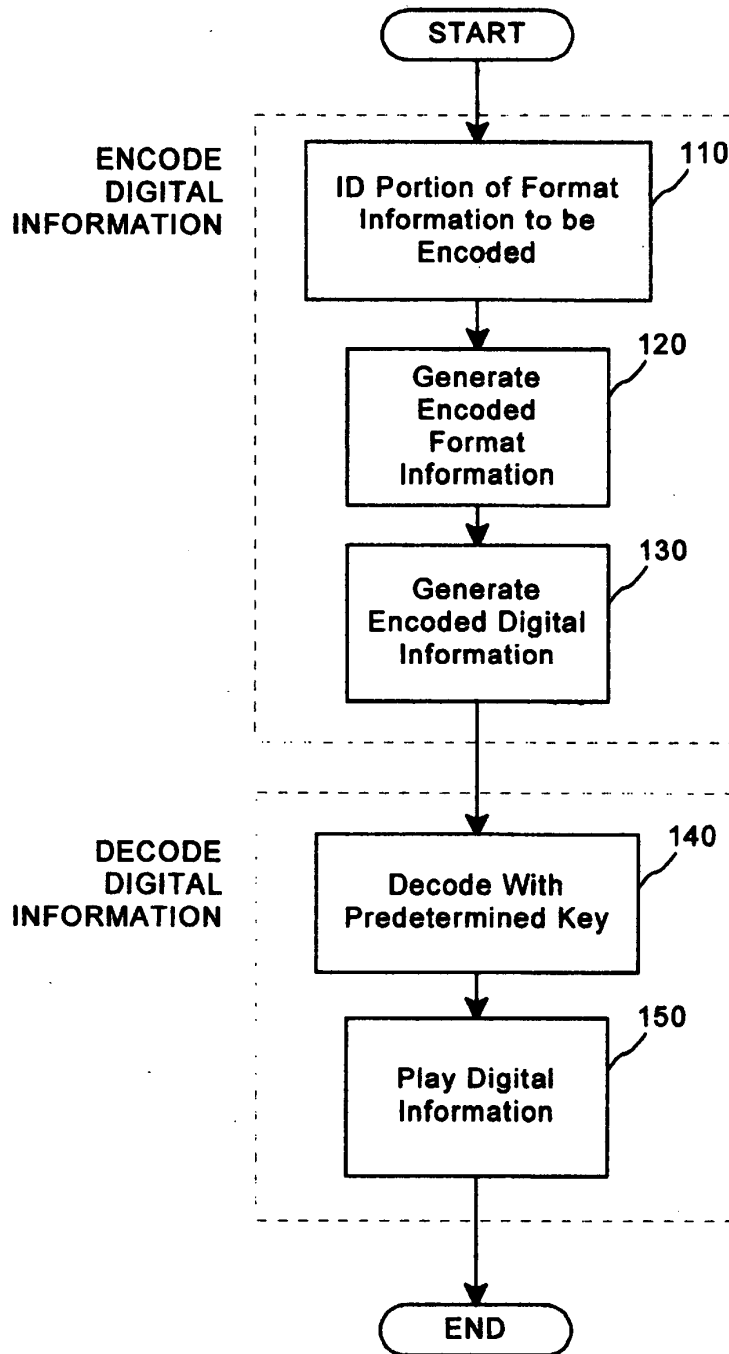 START
ENCODE
DIGITAL
INFORMATION
110
ID Portion of Format
Information to be
Encoded
120
Generate
Encoded
Format
Information
130
Generate
Encoded Digital
Information
DECODE
DIGITAL
INFORMATION
140
Decode With
Predetermined Key
150
Play Digital
Information
END